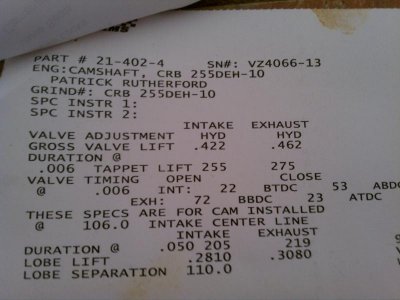 PART # 21-402-4 SN#: VZ4066-13
ENG:CAMSHAFT, CRB 255DEH-10
PATRICK RUTHERFORD
GRIND#: CRB 255DEH-10
SPC INSTR 1:
SPC INSTR 2:
INTAKE EXHAUST
VALVE ADJUSTMENT HYD HYD
GROSS VALVE LIFT .422 .462
DURATION @
.006 TAPPET LIFT 255 275
VALVE TIMING OPEN CLOSE
@ .006 INT: 22 BTDC 53 ABD
EXH: 72 BBDC 23 ATDC
THESE SPECS ARE FOR CAM INSTALLED
@ 106.0 INTAKE CENTER LINE
INTAKE EXHAUST
DURATION @ .050 205 219
LOBE LIFT .2810 .3080
LOBE SEPARATION 110.0